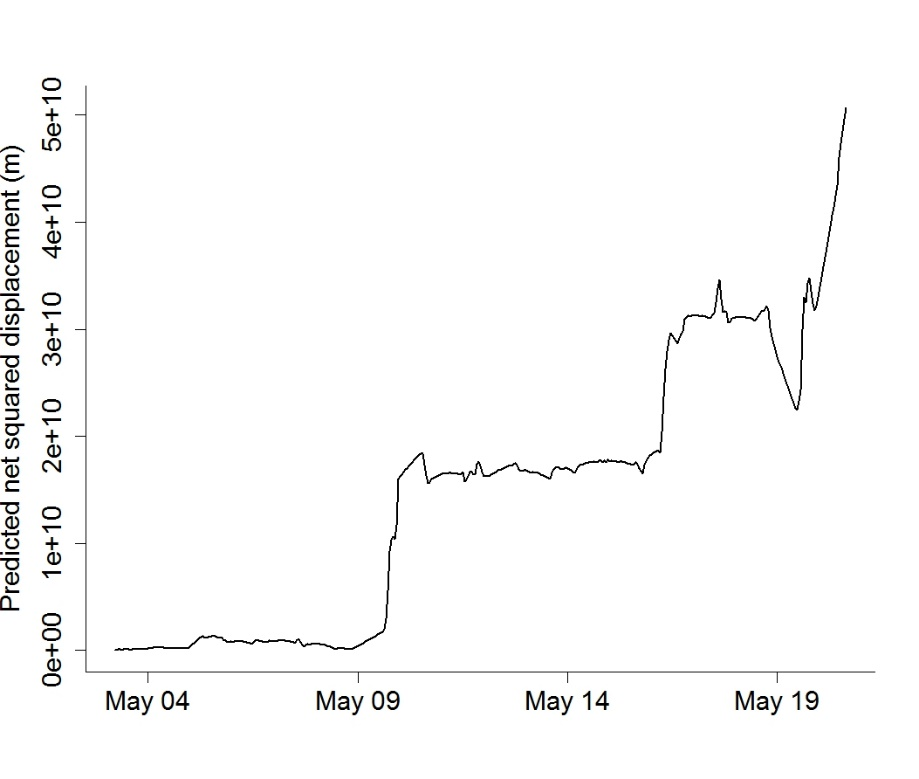 Predicted net squared displacement (m)
5e+10
4e+10
3e+10
2e+10
1e+10
0e+00
May 04
May 09
May 14
May 19